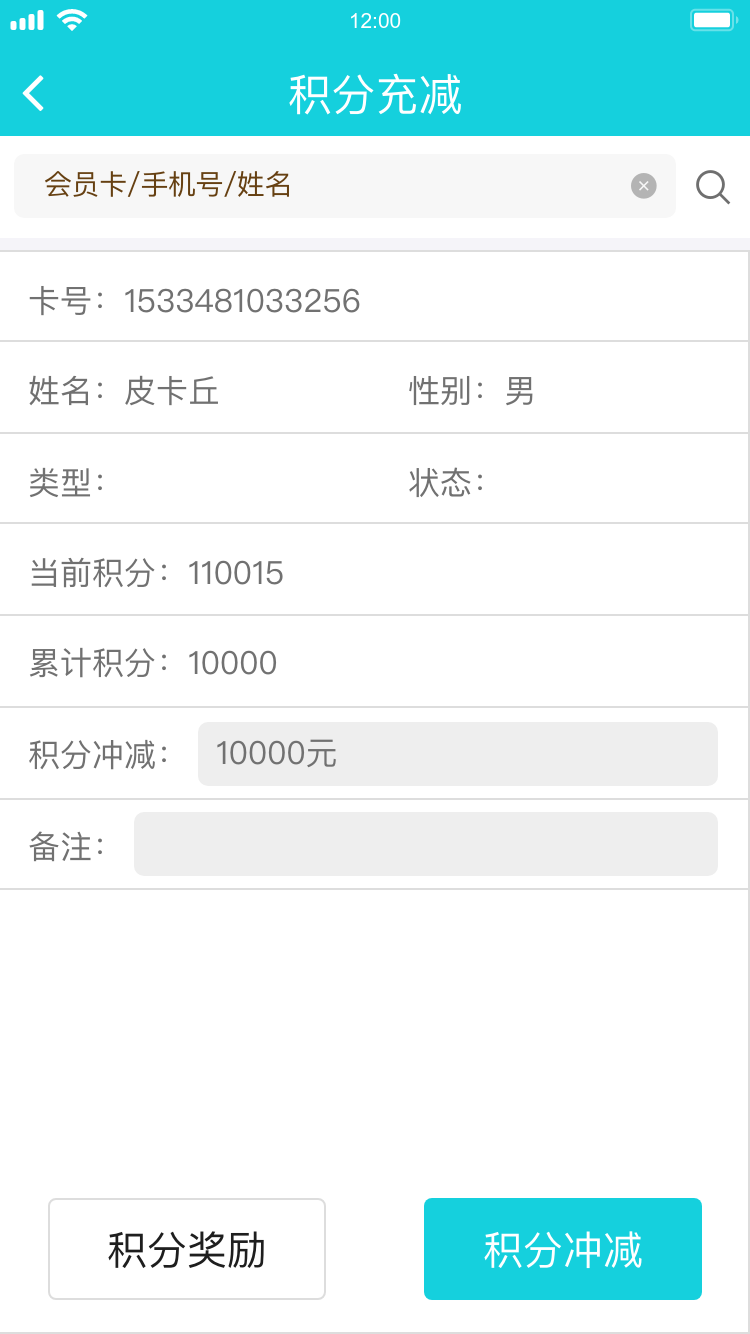 12:00
积分充减
会员卡/手机号/姓名
卡号：1533481033256
姓名：皮卡丘 性别：男
类型： 状态：
当前积分：110015
累计积分：10000
积分冲减：10000元
备注：
积分奖励 积分冲减